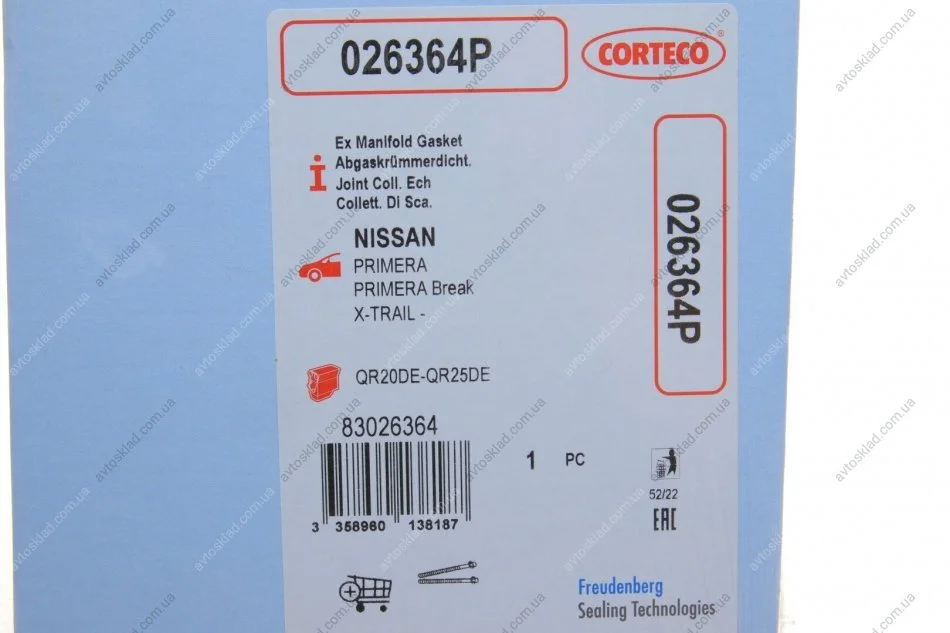 026364P
CORTECO®
Ex Manifold Gasket
Abgaskrümmerdicht.
Joint Coll. Ech
Collett. Di Sca.
NISSAN
PRIMERA
PRIMERA Break
X-TRAIL -
026364P
QR20DE-QR25DE
83026364
1 PC
52/22
EAC
3 358960 138187
Freudenberg
Sealing Technologies
avtosklad.com.ua